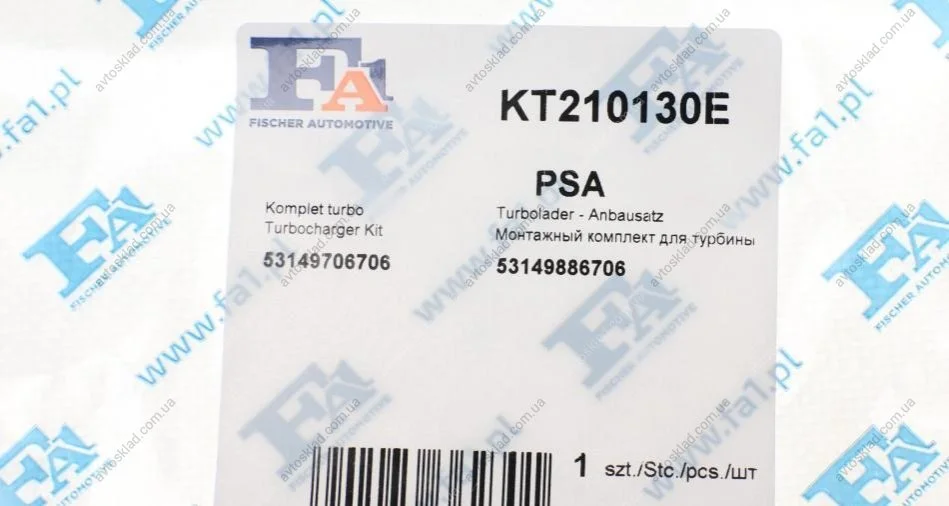 FA1
FISCHER AUTOMOTIVE
KT210130E
PSA
Komplet turbo
Turbocharger Kit
53149706706
Turbolader - Anbausatz
Монтажный комплект для турбины
53149886706
1 szt./Stc./pcs./шт
www.fa1.pl
avtosklad.com.ua